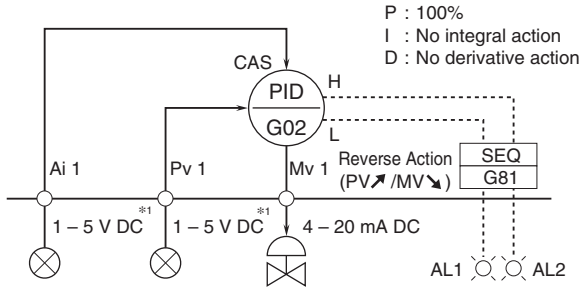 P : 100%
I : No integral action
D : No derivative action
CAS
PID
G02
H
L
Ai 1
Pv 1
Mv 1
Reverse Action
(PV↗ /MV↘ )
SEQ
G81
1 – 5 V DC*1
1 – 5 V DC*1
4 – 20 mA DC
AL1
AL2